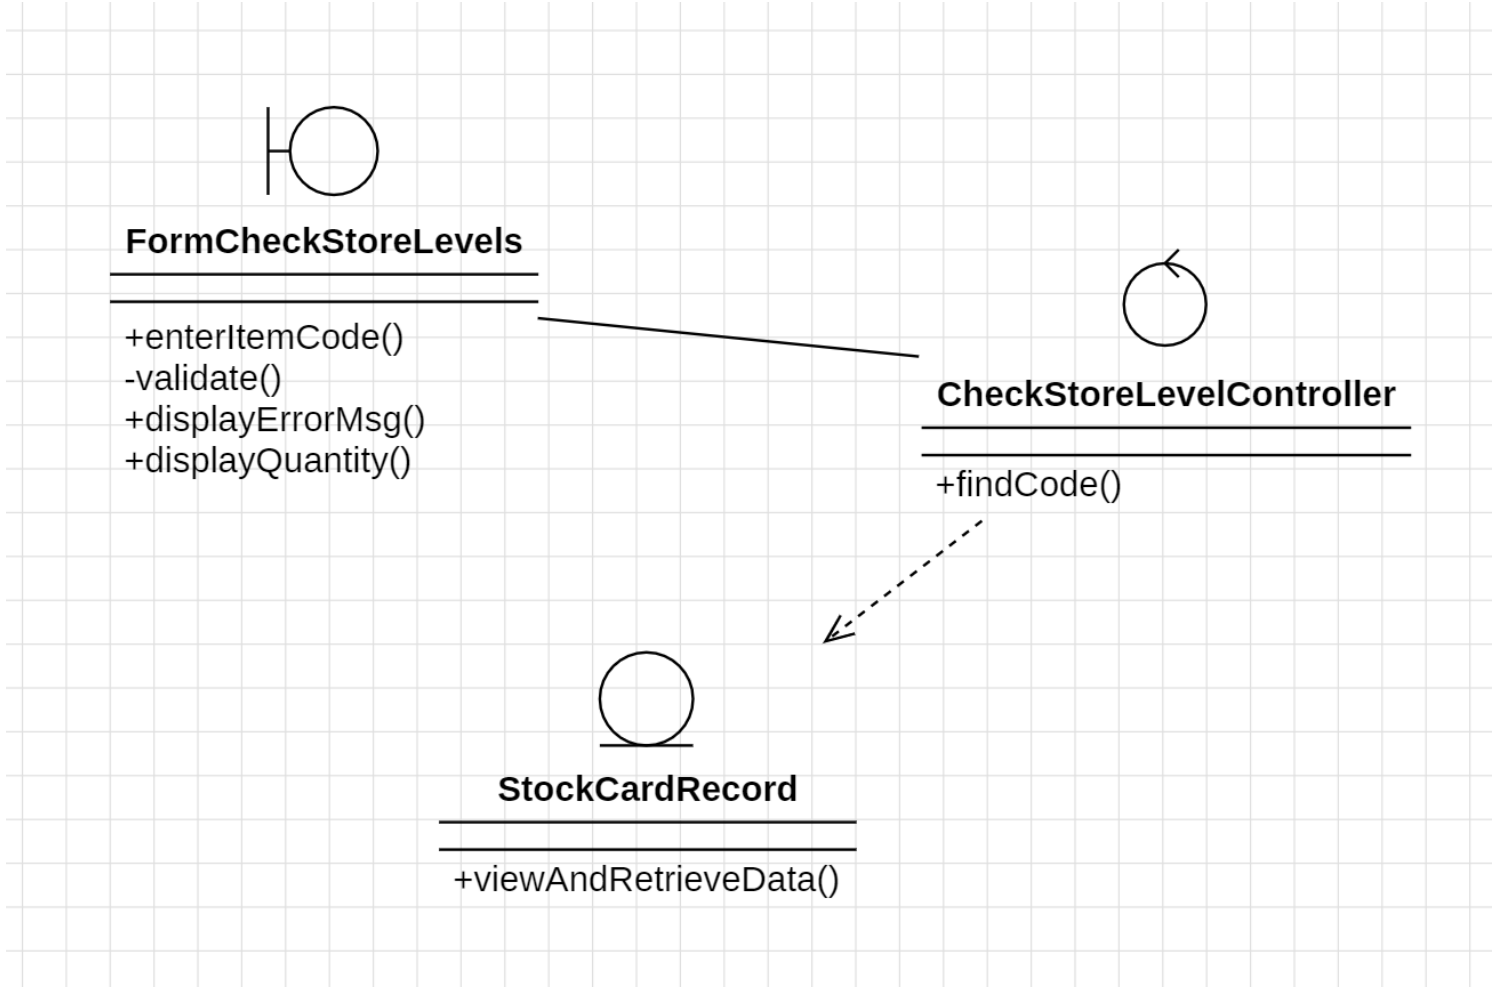 FormCheckStoreLevels
+enterItemCode()
-validate()
+displayErrorMsg()
+displayQuantity()
CheckStoreLevelController
+findCode()
StockCardRecord
+viewAndRetrieveData()